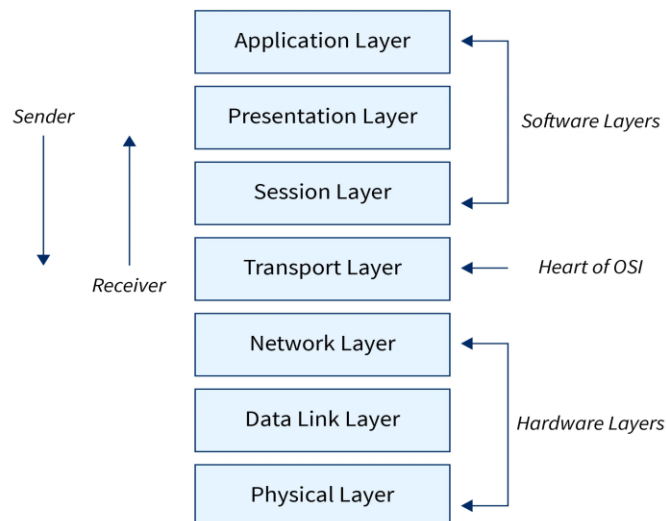 Application Layer
Presentation Layer
Sender
Software Layers
Session Layer
Transport Layer
Heart of OSI
Receiver
Network Layer
Data Link Layer
Hardware Layers
Physical Layer